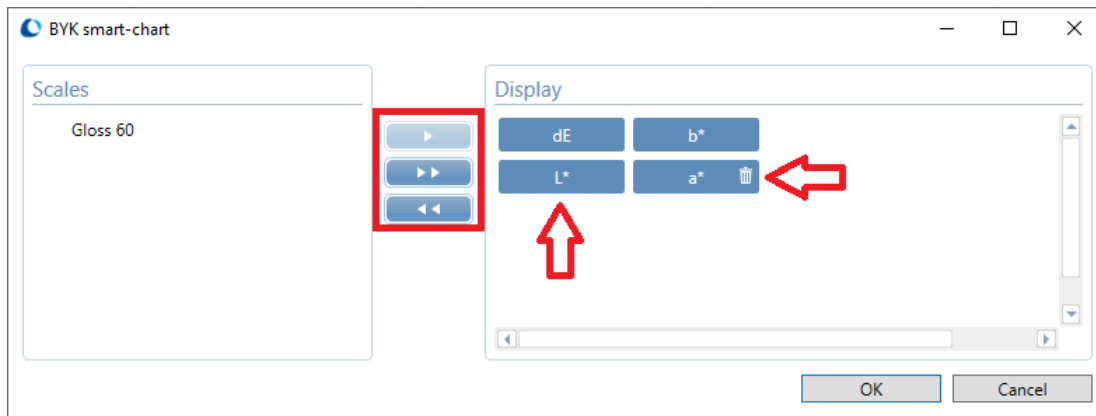 BYK smart-chart
Scales
Display
Gloss 60
dE
b*
L*
a*
OK
Cancel